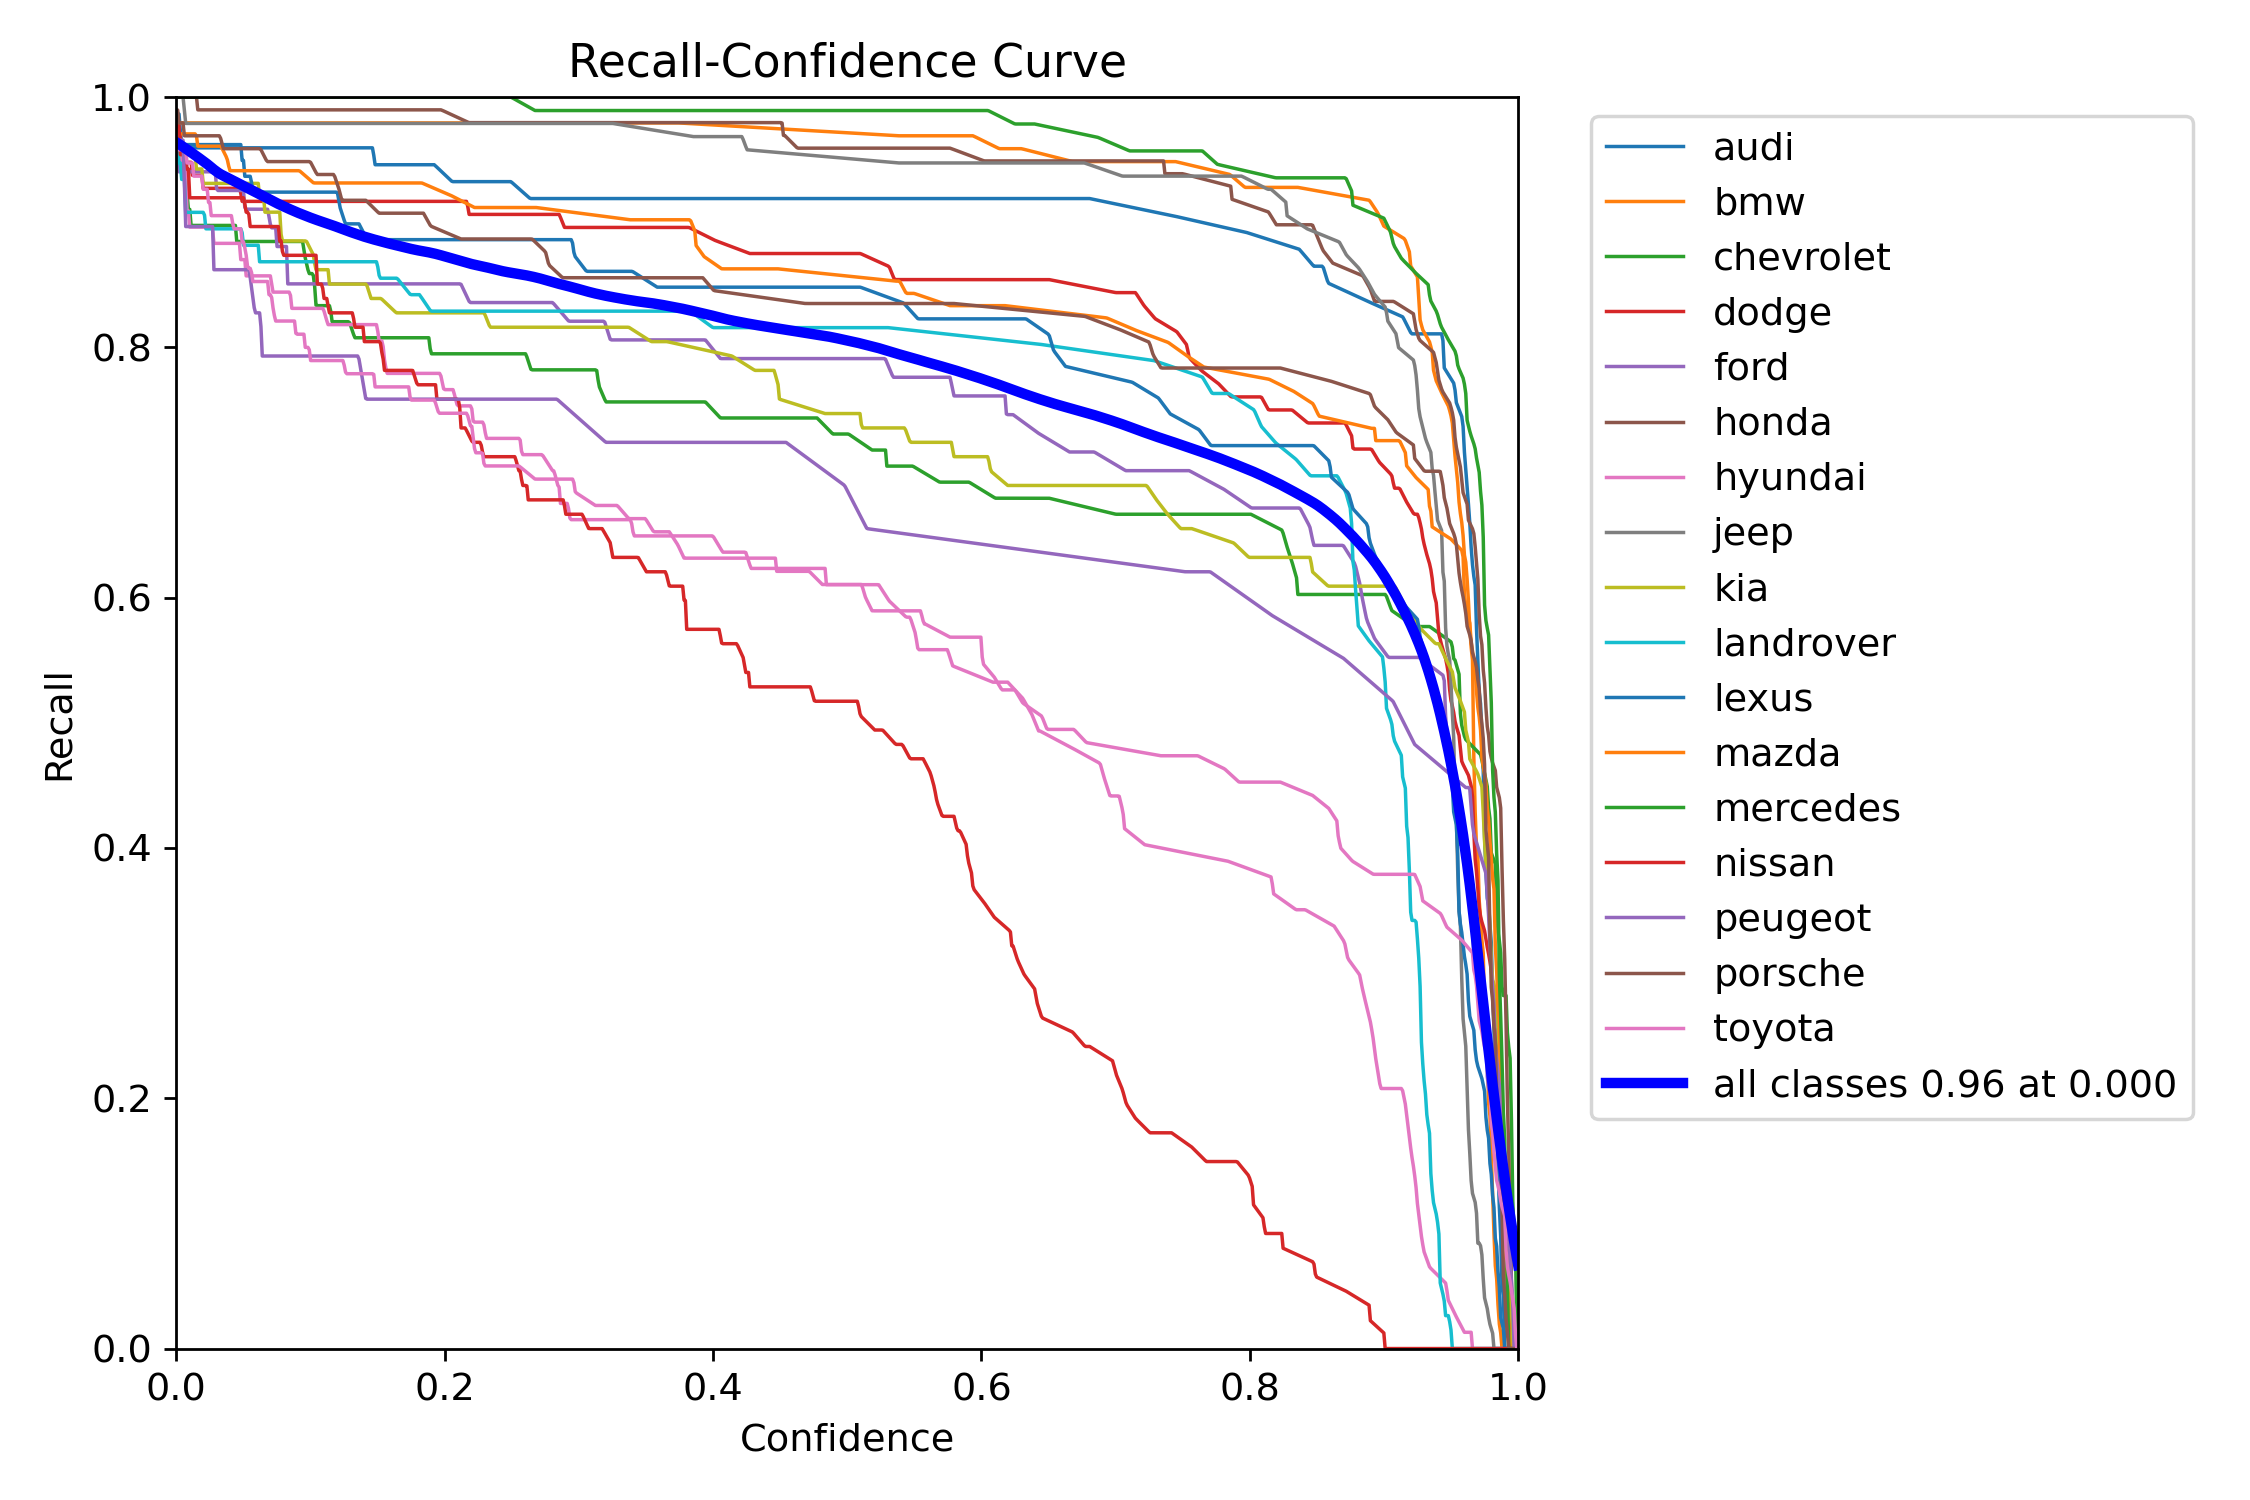 Recall-Confidence Curve
1.0
0.8
0.6
0.4
0.2
0.0
Recall
0.0 0.2 0.4 0.6 0.8 1.0
Confidence
audi
bmw
chevrolet
dodge
ford
honda
hyundai
jeep
kia
landrover
lexus
mazda
mercedes
nissan
peugeot
porsche
toyota
all classes 0.96 at 0.000